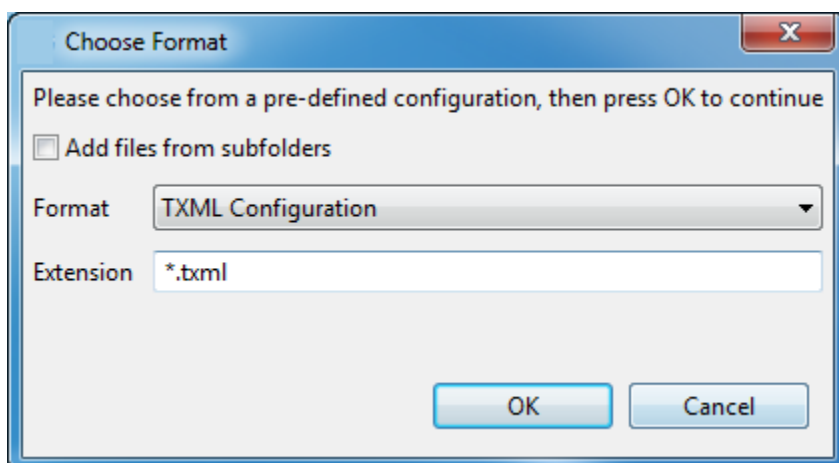 Choose Format
Please choose from a pre-defined configuration, then press OK to continue
Add files from subfolders
Format TXML Configuration
Extension *.txml
OK Cancel